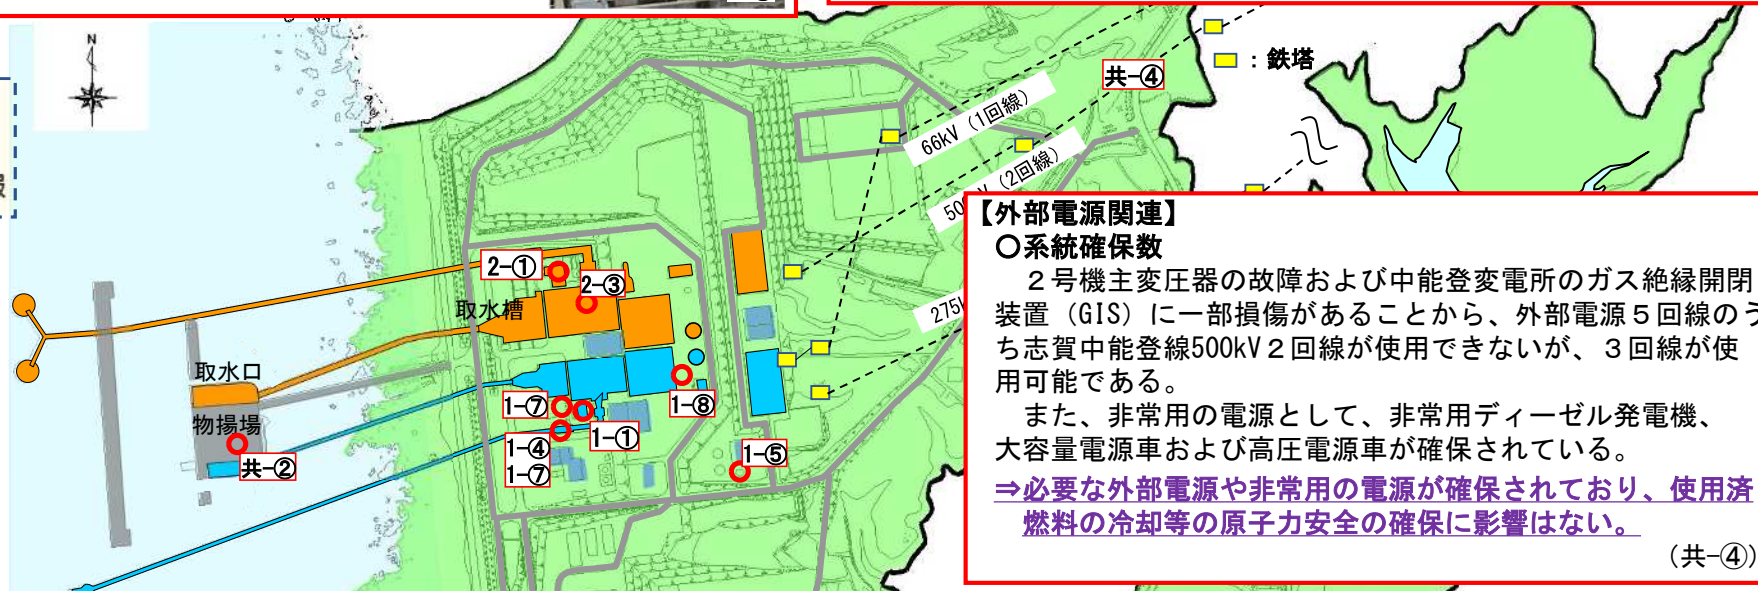 N
共-④
：鉄塔
66kV（1回線）
（2回線）
2-①
2-③
取水槽
取水口
物揚場
共-②
1-⑦
1-④
1-⑦
1-①
1-⑧
1-⑤
【外部電源関連】
〇系統確保数
２号機主変圧器の故障および中能登変電所のガス絶縁開閉
装置（GIS）に一部損傷があることから、外部電源５回線のう
ち志賀中能登線500kV２回線が使用できないが、３回線が使
用可能である。
また、非常用の電源として、非常用ディーゼル発電機、
大容量電源車および高圧電源車が確保されている。
⇒必要な外部電源や非常用の電源が確保されており、使用済
燃料の冷却等の原子力安全の確保に影響はない。
（共-④）